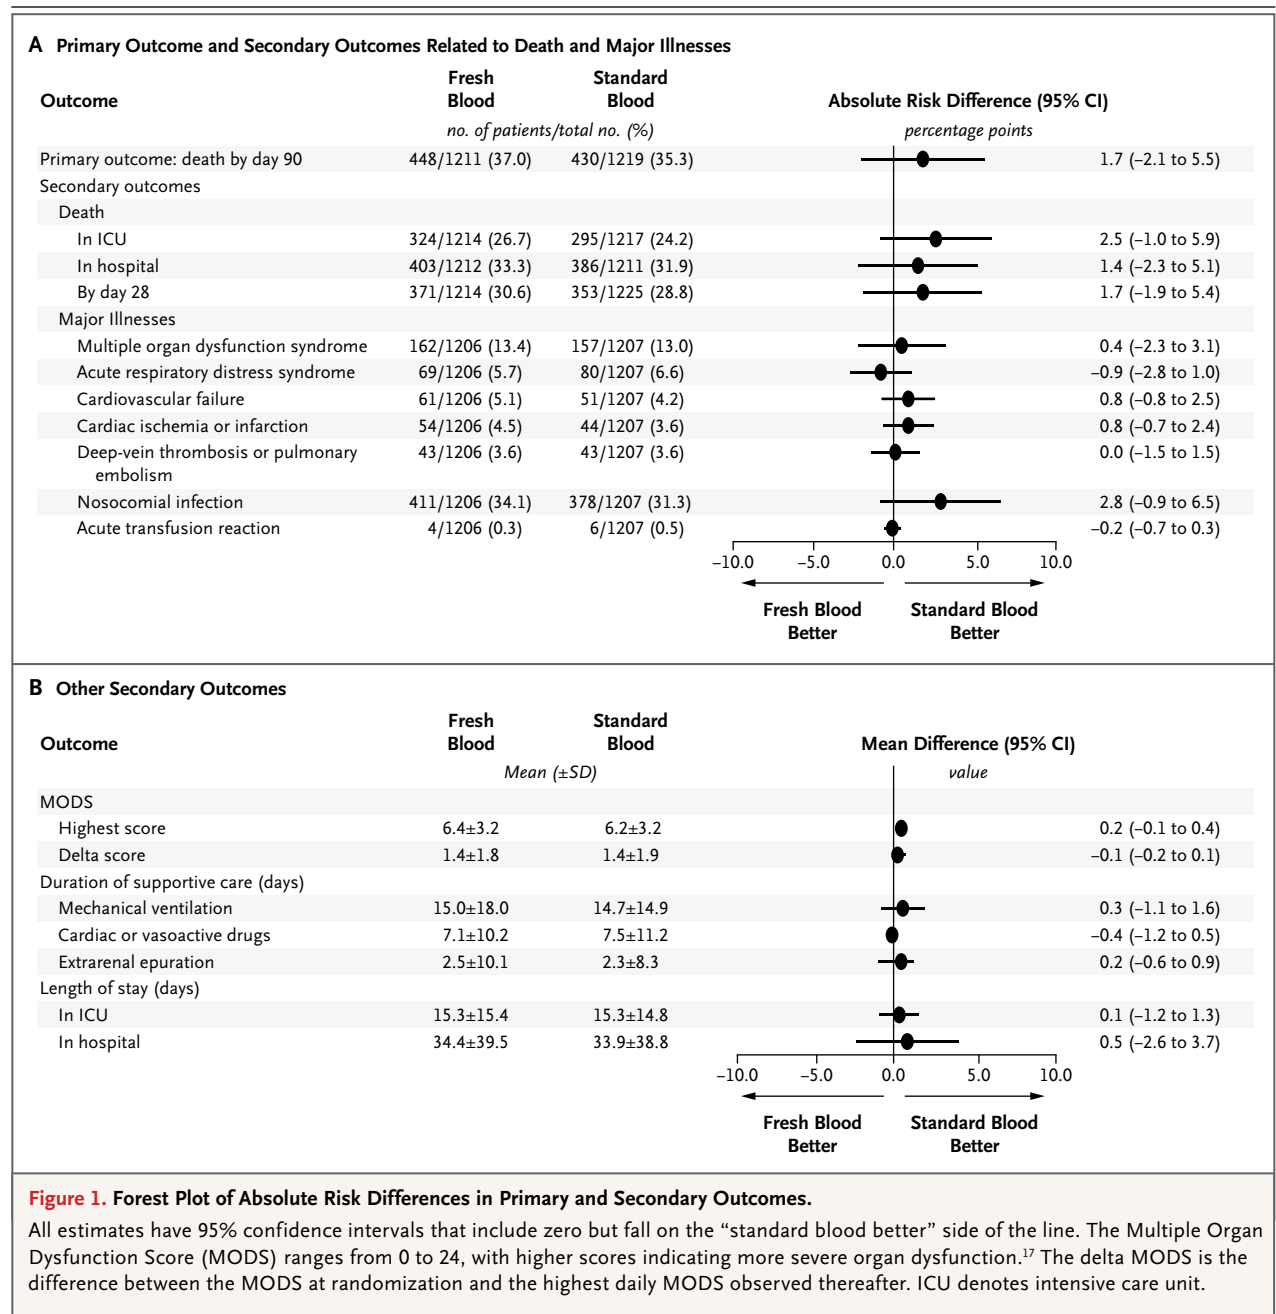 A Primary Outcome and Secondary Outcomes Related to Death and Major Illnesses
Outcome Fresh Blood Standard Blood Absolute Risk Difference (95% CI)
no. of patients/total no. (%) percentage points
Primary outcome: death by day 90 448/1211 (37.0) 430/1219 (35.3) 1.7 (–2.1 to 5.5)
Secondary outcomes
Death
In ICU 324/1214 (26.7) 295/1217 (24.2) 2.5 (–1.0 to 5.9)
In hospital 403/1212 (33.3) 386/1211 (31.9) 1.4 (–2.3 to 5.1)
By day 28 371/1214 (30.6) 353/1225 (28.8) 1.7 (–1.9 to 5.4)
Major Illnesses
Multiple organ dysfunction syndrome 162/1206 (13.4) 157/1207 (13.0) 0.4 (–2.3 to 3.1)
Acute respiratory distress syndrome 69/1206 (5.7) 80/1207 (6.6) –0.9 (–2.8 to 1.0)
Cardiovascular failure 61/1206 (5.1) 51/1207 (4.2) 0.8 (–0.8 to 2.5)
Cardiac ischemia or infarction 54/1206 (4.5) 44/1207 (3.6) 0.8 (–0.7 to 2.4)
Deep-vein thrombosis or pulmonary 43/1206 (3.6) 43/1207 (3.6) 0.0 (–1.5 to 1.5)
embolism
Nosocomial infection 411/1206 (34.1) 378/1207 (31.3) 2.8 (–0.9 to 6.5)
Acute transfusion reaction 4/1206 (0.3) 6/1207 (0.5) –0.2 (–0.7 to 0.3)
–10.0 –5.0 0.0 5.0 10.0
Fresh Blood Better Standard Blood Better
B Other Secondary Outcomes
Outcome Fresh Blood Standard Blood Mean Difference (95% CI)
Mean (±SD) value
MODS
Highest score 6.4±3.2 6.2±3.2 0.2 (–0.1 to 0.4)
Delta score 1.4±1.8 1.4±1.9 –0.1 (–0.2 to 0.1)
Duration of supportive care (days)
Mechanical ventilation 15.0±18.0 14.7±14.9 0.3 (–1.1 to 1.6)
Cardiac or vasoactive drugs 7.1±10.2 7.5±11.2 –0.4 (–1.2 to 0.5)
Extrarenal epuration 2.5±10.1 2.3±8.3 0.2 (–0.6 to 0.9)
Length of stay (days)
In ICU 15.3±15.4 15.3±14.8 0.1 (–1.2 to 1.3)
In hospital 34.4±39.5 33.9±38.8 0.5 (–2.6 to 3.7)
–10.0 –5.0 0.0 5.0 10.0
Fresh Blood Better Standard Blood Better
Figure 1. Forest Plot of Absolute Risk Differences in Primary and Secondary Outcomes.
All estimates have 95% confidence intervals that include zero but fall on the “standard blood better” side of the line. The Multiple Organ
Dysfunction Score (MODS) ranges from 0 to 24, with higher scores indicating more severe organ dysfunction.17 The delta MODS is the
difference between the MODS at randomization and the highest daily MODS observed thereafter. ICU denotes intensive care unit.